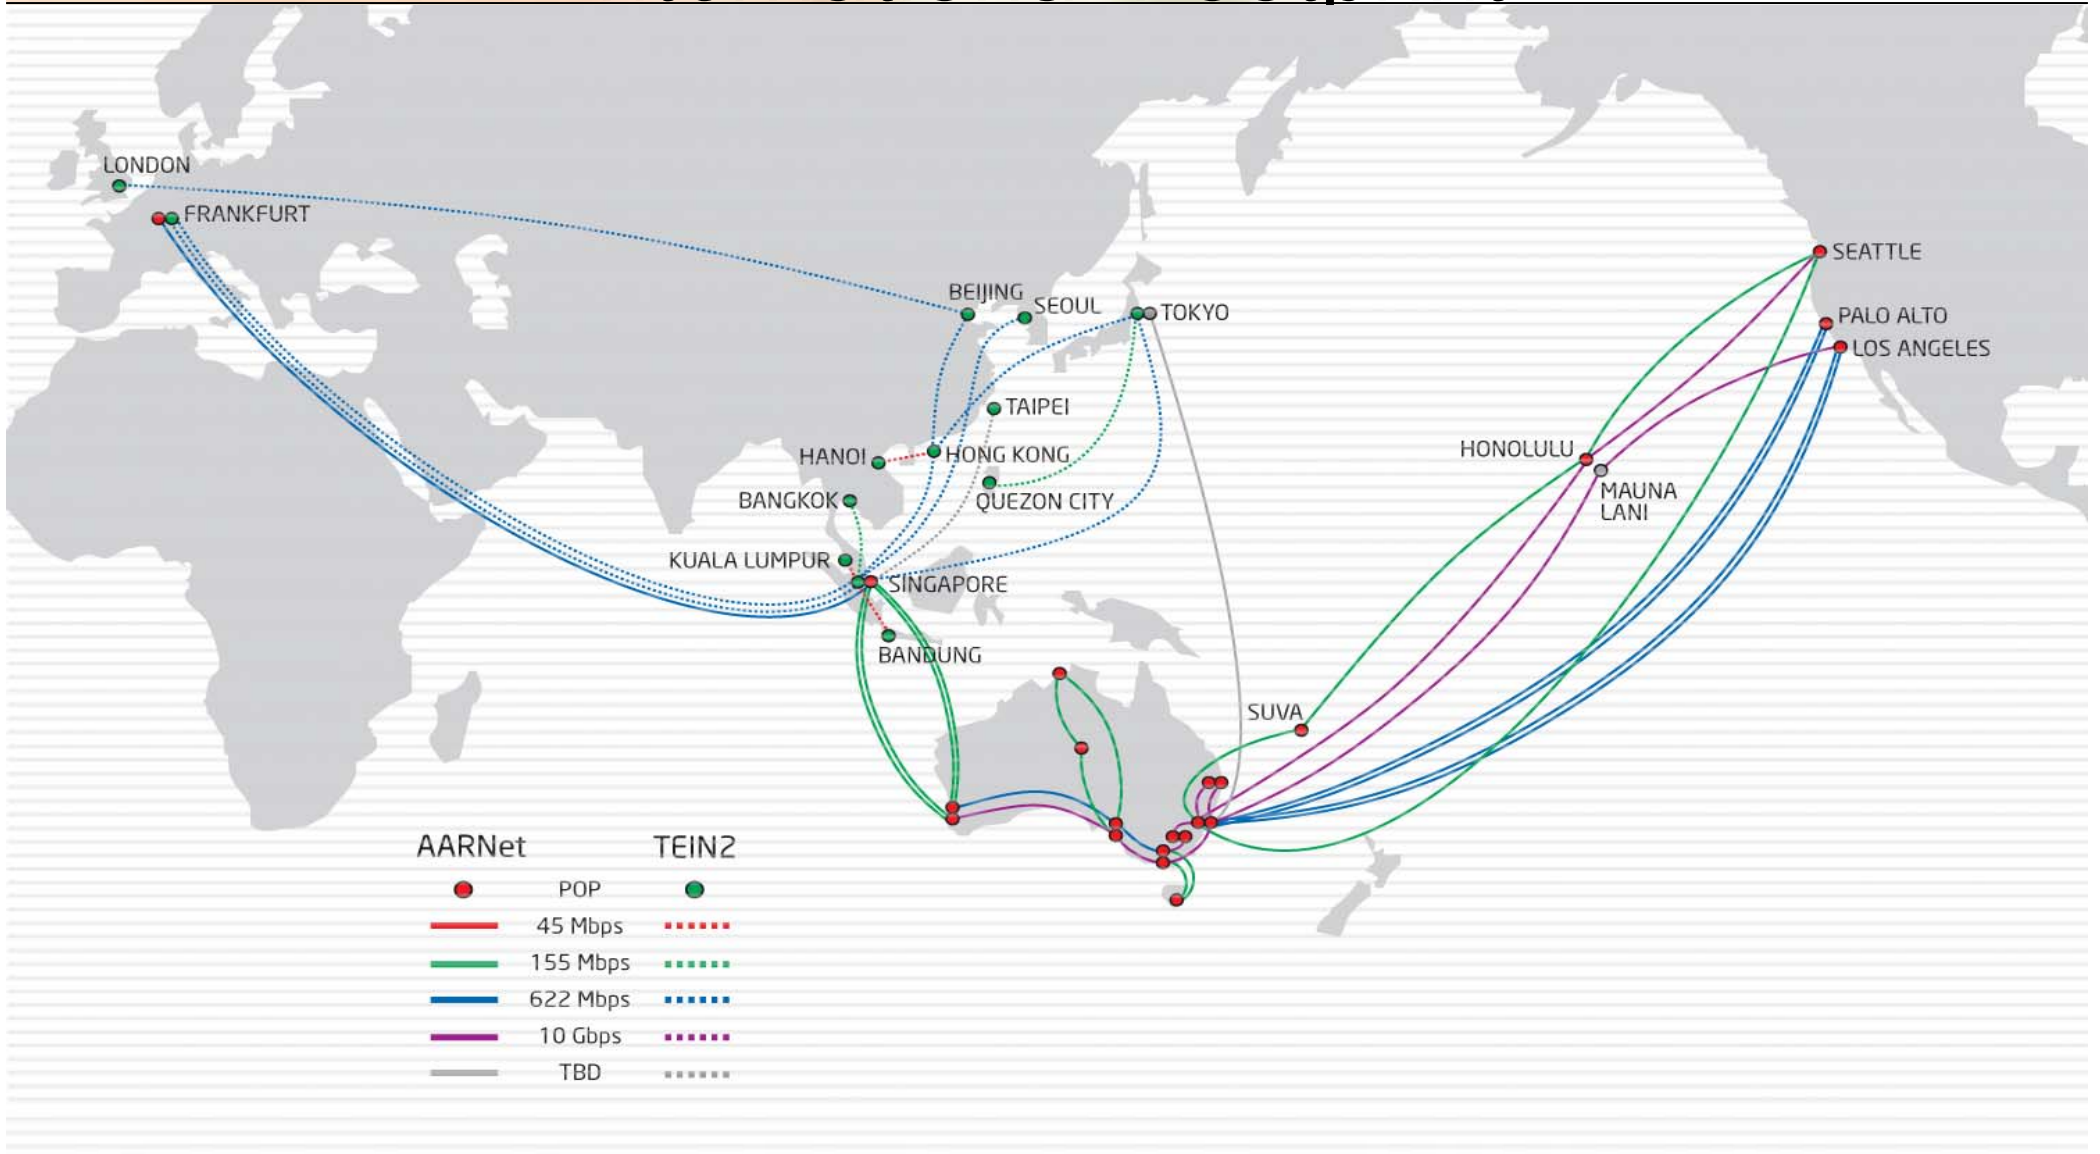 LONDON
FRANKFURT
BEIJING
SEOUL
TOKYO
SEATTLE
PALO ALTO
LOS ANGELES
TAIPEI
HANOI
HONG KONG
HONOLULU
BANGKOK
QUEZON CITY
MAUNA
LANI
KUALA LUMPUR
SINGAPORE
BANDUNG
SUVA
AARNet TEIN2
POP
45 Mbps
155 Mbps
622 Mbps
10 Gbps
TBD